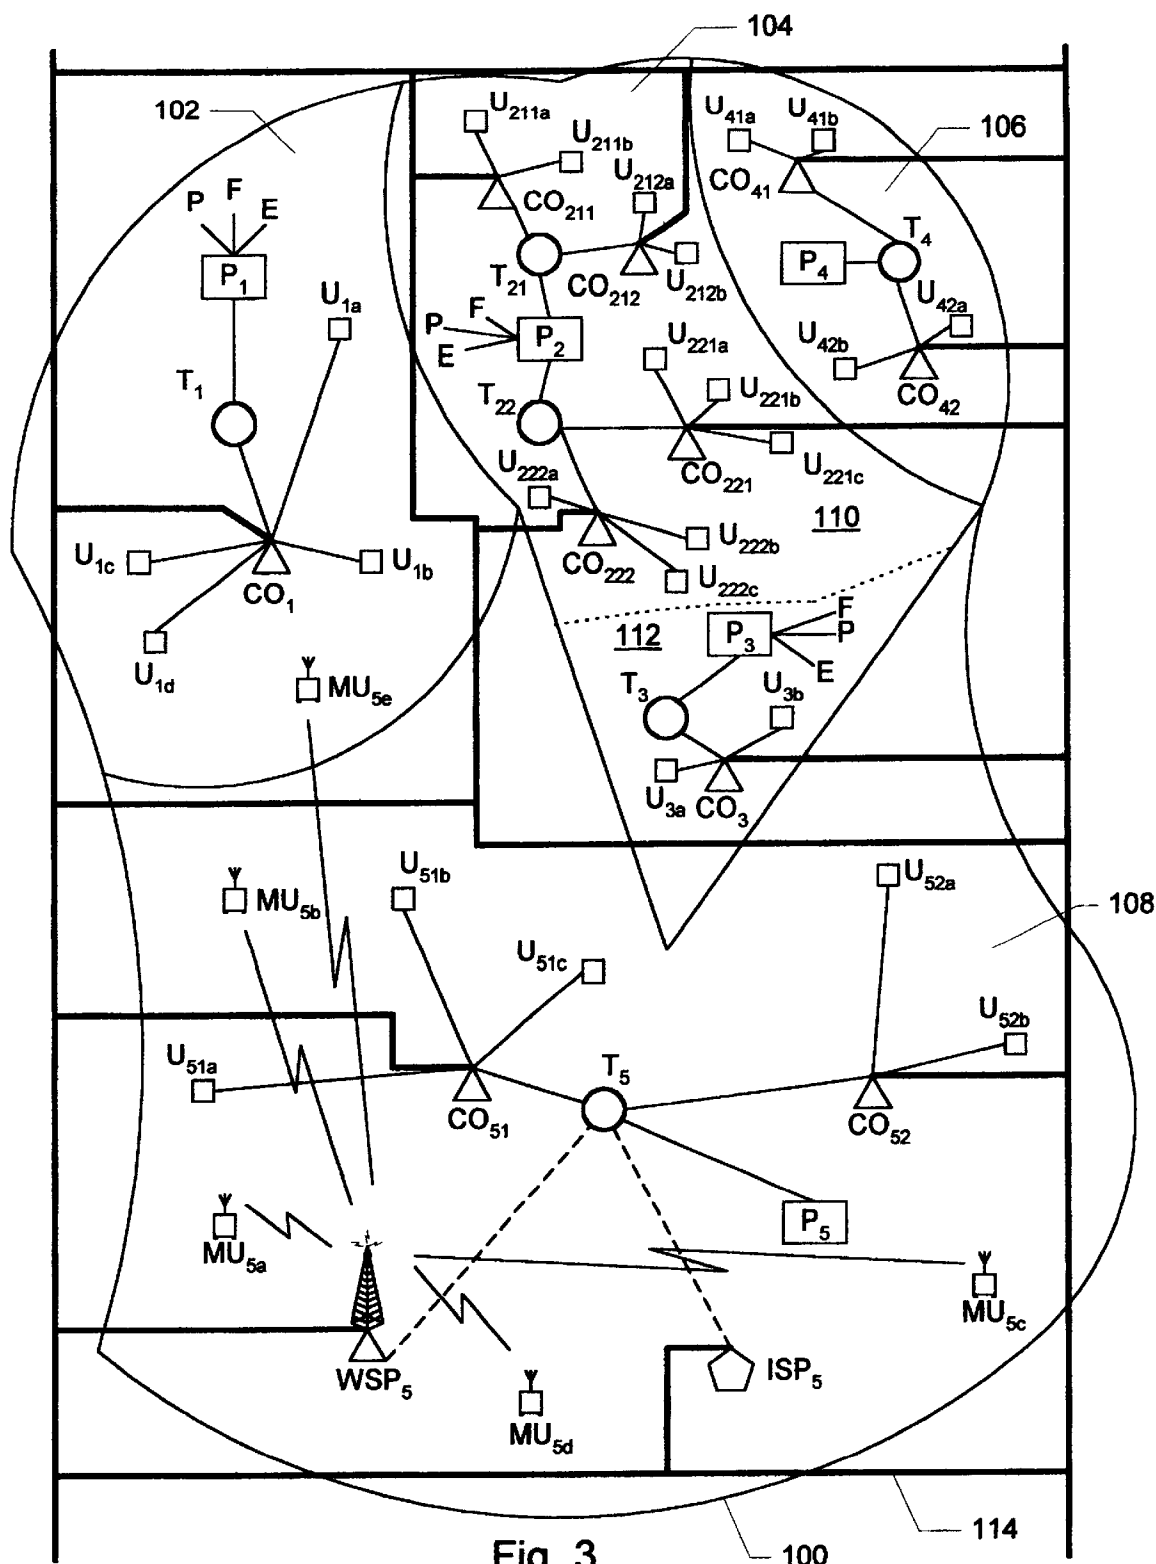 104
102
U211a
U211b
U212a
U41a
U41b
106
P
F
E
P1
CO211
CO41
T4
T21
CO212
U212b
P4
U1a
F
P
E
P2
U42a
U42b
CO42
U221a
U221b
T1
T22
CO221
U221c
U222a
110
U222b
CO222
U222c
U1c
U1b
CO1
U1d
112
P3
F
P
E
MU5e
T3
U3b
U3a
CO3
U51b
U52a
MU5b
108
U51c
U52b
U51a
T5
CO51
CO52
P5
MU5a
MU5c
WSP5
ISP5
MU5d
114
100
Fig. 3